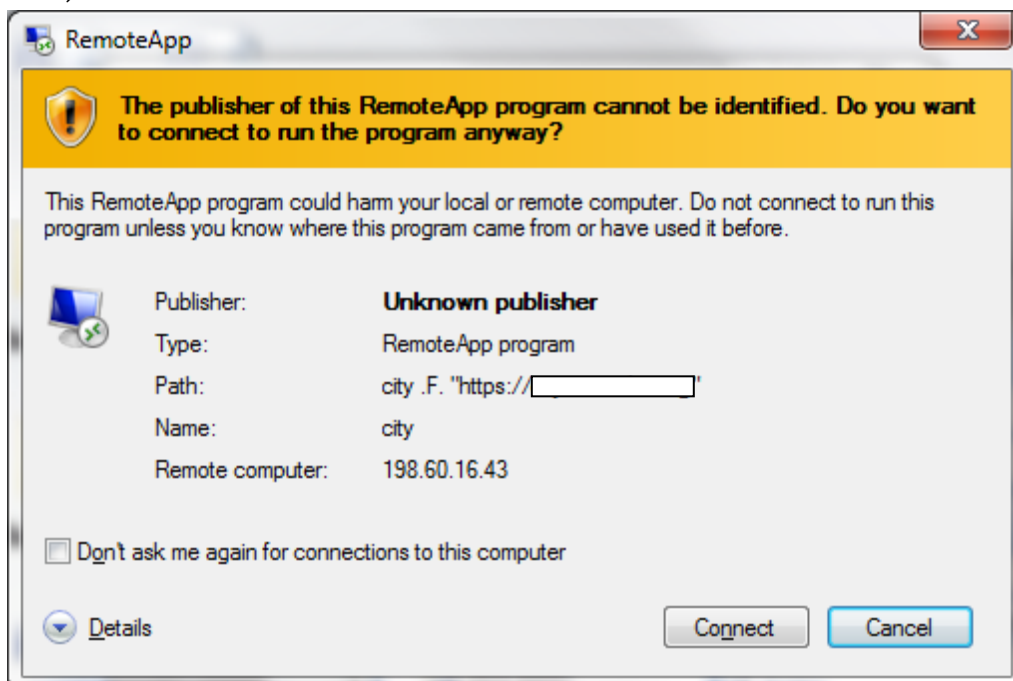 RemoteApp
The publisher of this RemoteApp program cannot be identified. Do you want
to connect to run the program anyway?
This RemoteApp program could harm your local or remote computer. Do not connect to run this
program unless you know where this program came from or have used it before.
Publisher: Unknown publisher
Type: RemoteApp program
Path: city .F. "https://
Name: city
Remote computer: 198.60.16.43
Don't ask me again for connections to this computer
Details Connect Cancel